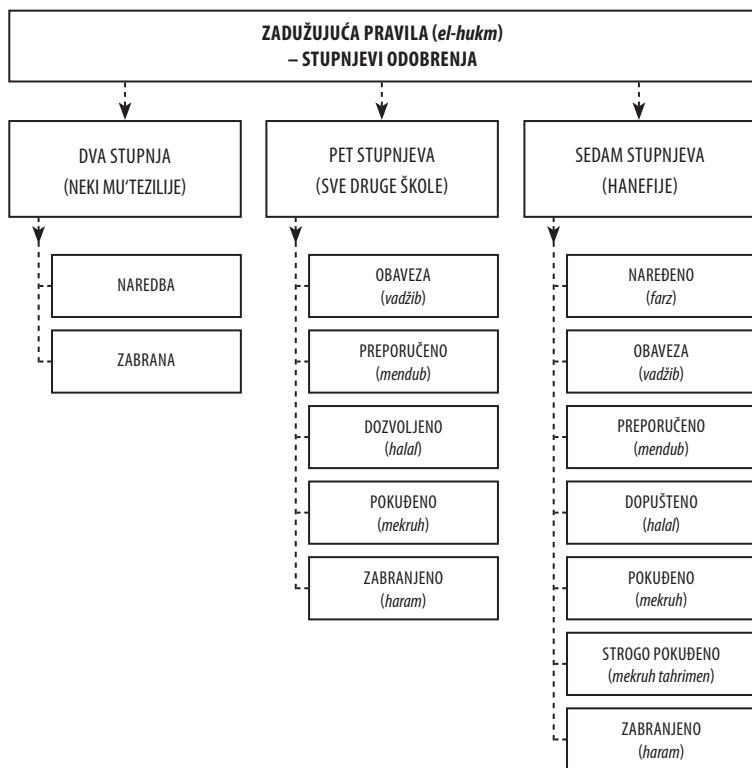 ZADUŽUJUĆA PRAVILA (el-hukm)
– STUPNJEVI ODOBRENJA
DVA STUPNJA
(NEKI MU‘TEZILIJE)
NAREDBA
ZABRANA
PET STUPNJEVA
(SVE DRUGE ŠKOLE)
OBAVEZA
(vadžib)
PREPORUČENO
(mendub)
DOZVOLJENO
(halal)
POKUĐENO
(mekruh)
ZABRANJENO
(haram)
SEDAM STUPNJEVA
(HANEFIJE)
NAREĐENO
(farz)
OBAVEZA
(vadžib)
PREPORUČENO
(mendub)
DOPUŠTENO
(halal)
POKUĐENO
(mekruh)
STROGO POKUĐENO
(mekruh tahrimen)
ZABRANJENO
(haram)